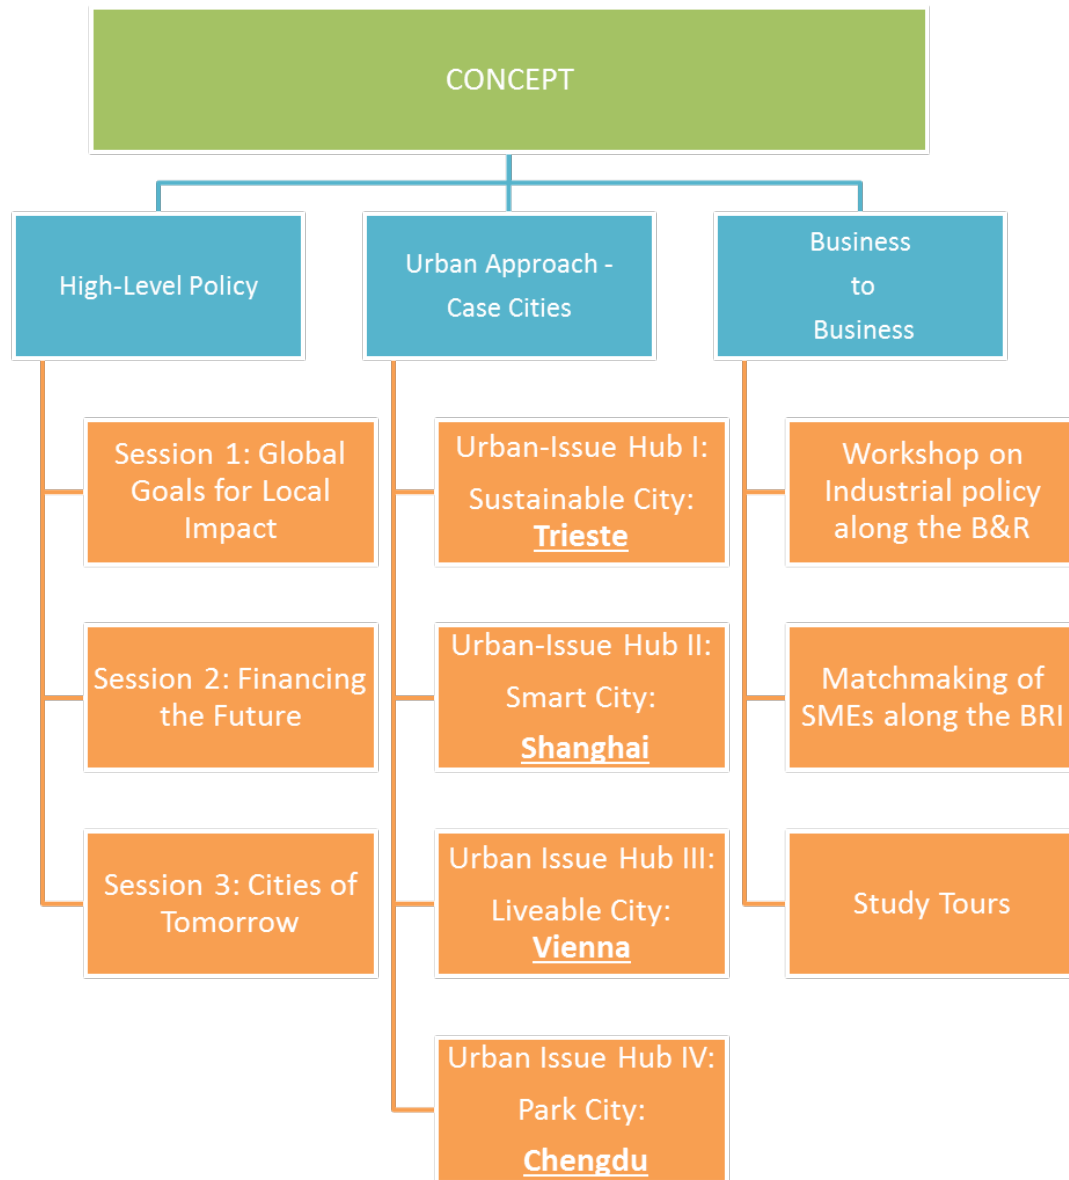 CONCEPT
High-Level Policy
Urban Approach -
Case Cities
Business
to
Business
Session 1: Global
Goals for Local
Impact
Session 2: Financing
the Future
Session 3: Cities of
Tomorrow
Urban-Issue Hub I:
Sustainable City:
Trieste
Urban-Issue Hub II:
Smart City:
Shanghai
Urban Issue Hub III:
Liveable City:
Vienna
Urban Issue Hub IV:
Park City:
Chengdu
Workshop on
Industrial policy
along the B&R
Matchmaking of
SMEs along the BRI
Study Tours